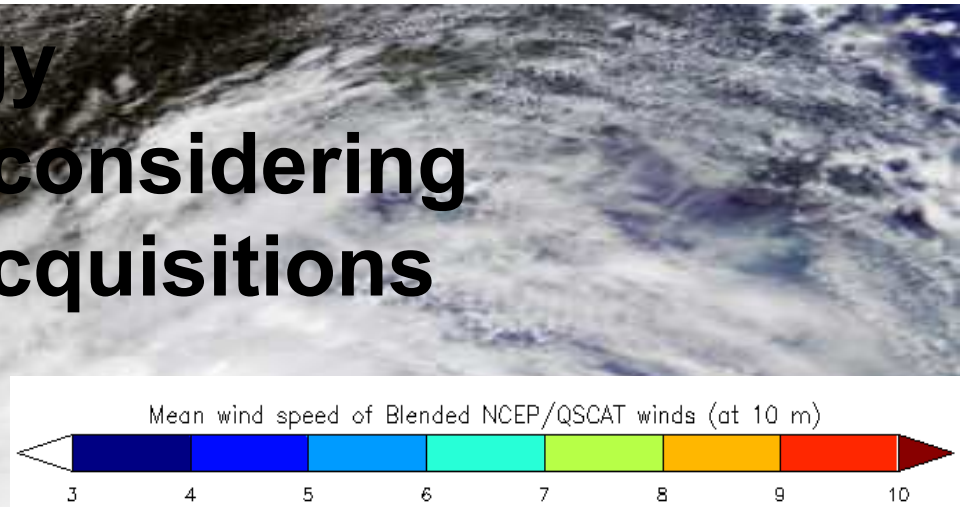 gy
considering
cquisitions
Mean wind speed of Blended NCEP/QSCAT winds (at 10 m)
3 4 5 6 7 8 9 10